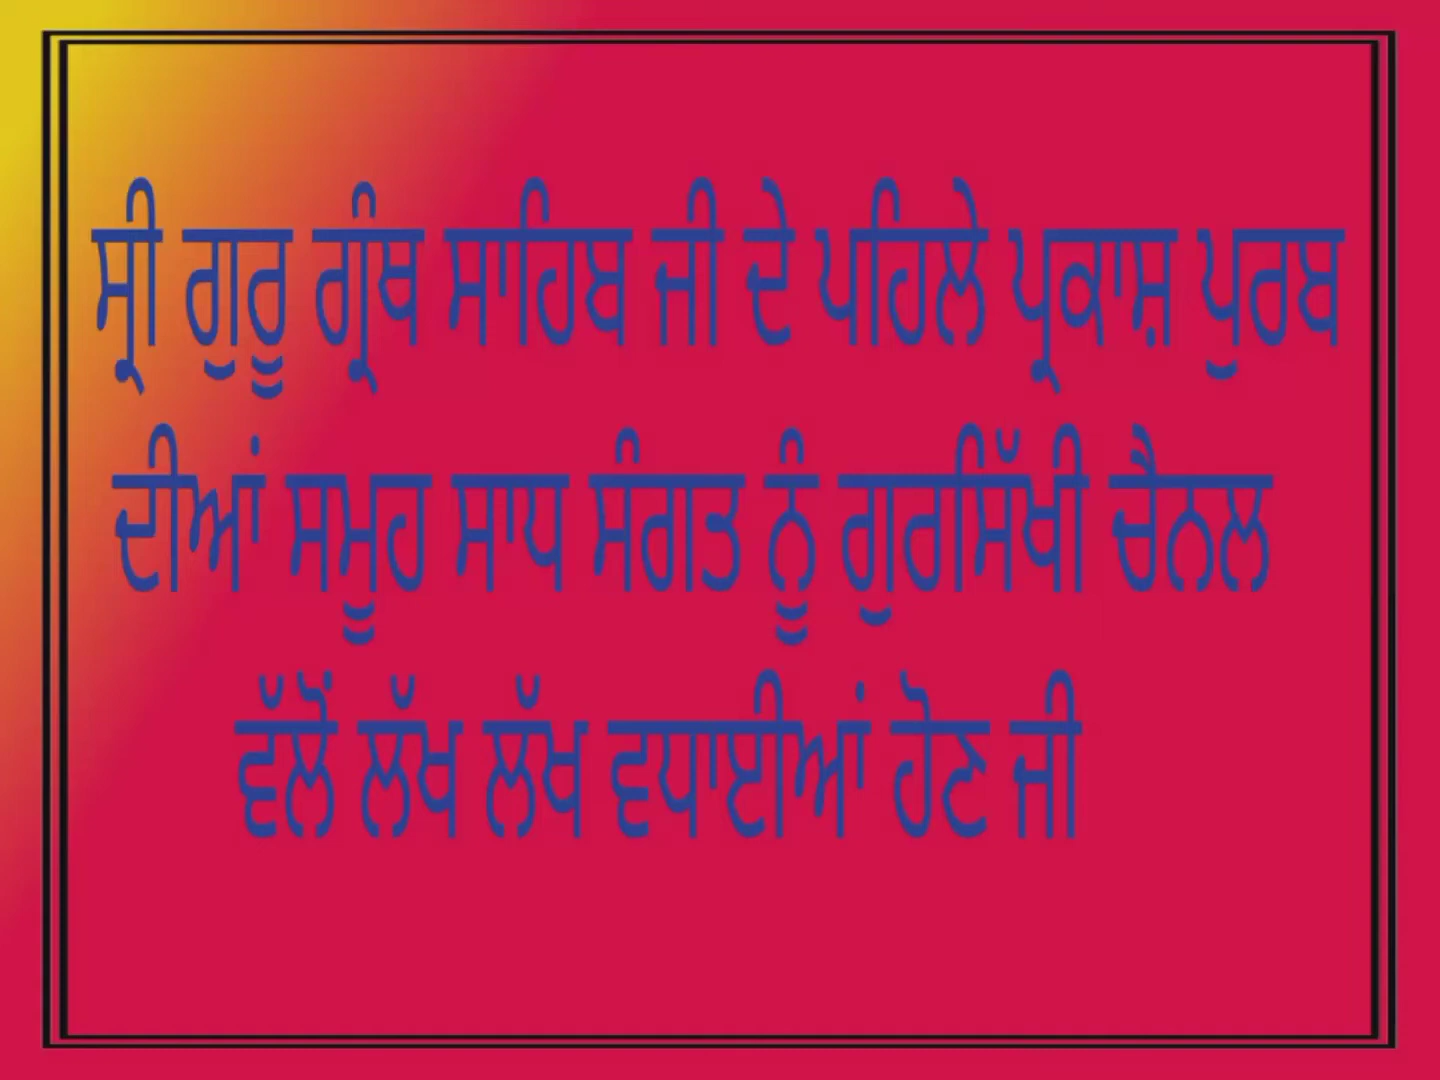 ਸ੍ਰੀ ਗੁਰੂ ਗ੍ਰੰਥ ਸਾਹਿਬ ਜੀ ਦੇ ਪਹਿਲੇ ਪ੍ਰਕਾਸ਼ ਪੁਰਬ
ਦੀਆਂ ਸਮੂਹ ਸਾਧ ਸੰਗਤ ਨੂੰ ਗੁਰਸਿੱਖੀ ਚੈਨਲ
ਵੱਲੋਂ ਲੱਖ ਲੱਖ ਵਧਾਈਆਂ ਹੋਣ ਜੀ